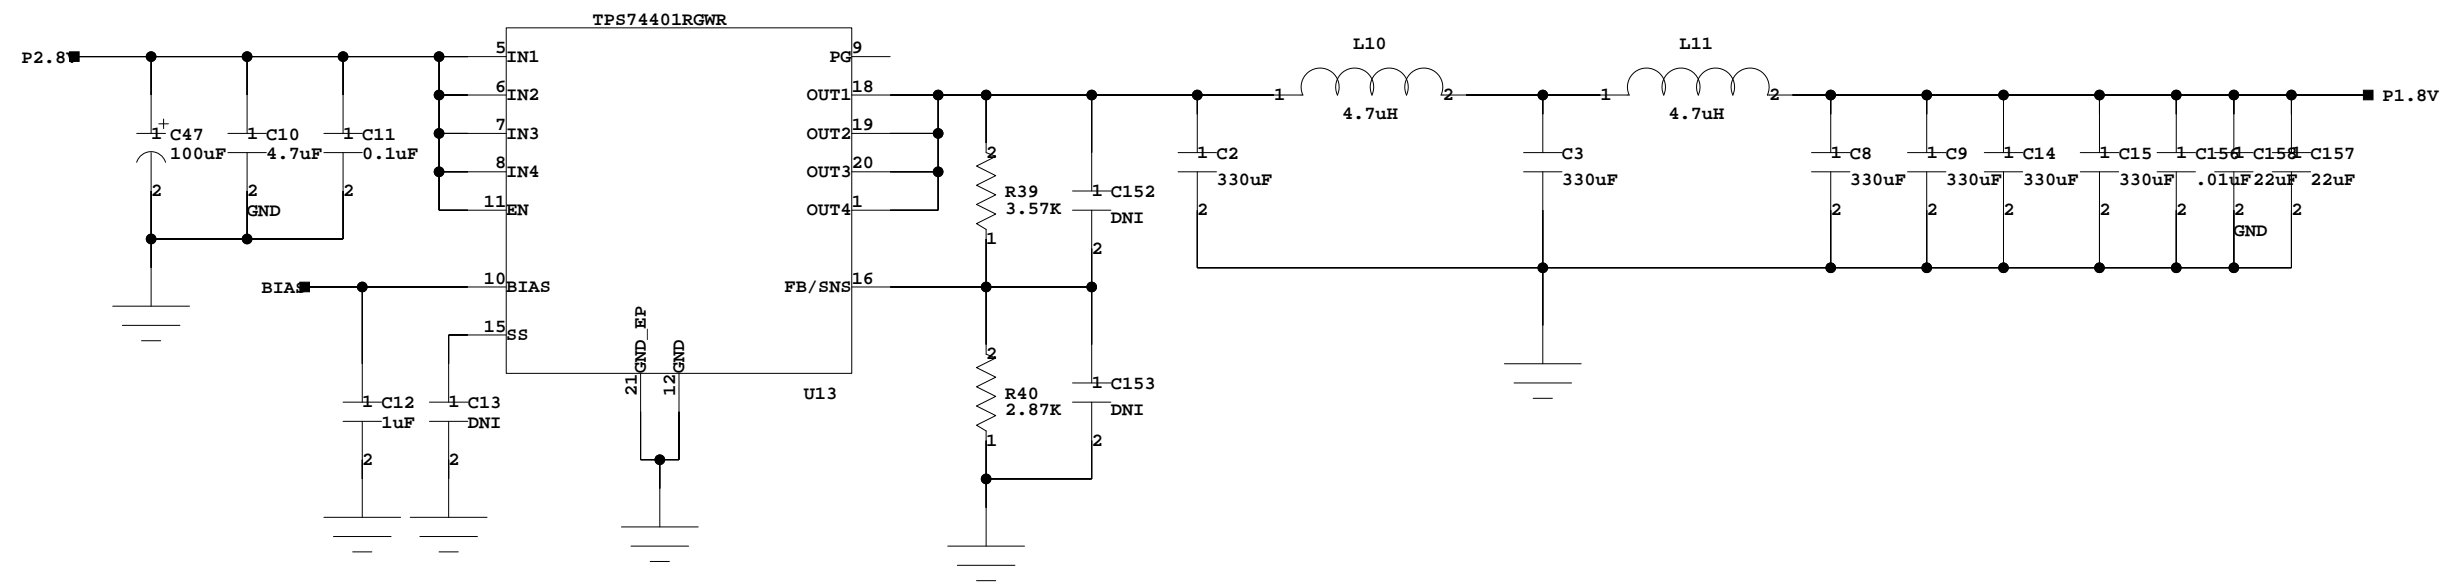 TPS74401RGWR
P2.8V
5 IN1
6 IN2
7 IN3
8 IN4
11 EN
10 BIAS
15 SS
PG 9
OUT1 18
OUT2 19
OUT3 20
OUT4 1
FB/SNS 16
21 GND_EP
12 GND
U13
1 + C47
100uF
2
1 C10
4.7uF
2
GND
1 C11
0.1uF
2
BIAS
1 C12
1uF
2
1 C13
DNI
2
2
R39
3.57K
1
1 C152
DNI
2
2
R40
2.87K
1
1 C153
DNI
2
1 C2
330uF
2
L10
1 2
4.7uH
1 C3
330uF
2
L11
1 2
4.7uH
1 C8
330uF
2
1 C9
330uF
2
1 C14
330uF
2
1 C15
330uF
2
1 C156
.01uF
2
1 C158
22uF
2
GND
1 C157
22uF
2
P1.8V